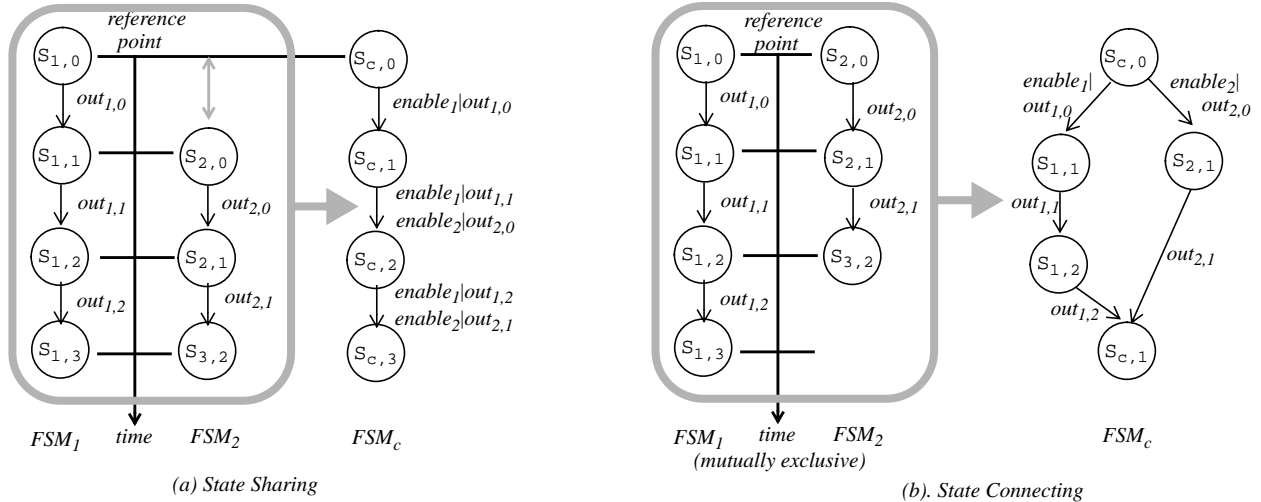 reference
point
S1,0
Sc,0
out1,0
enable1|out1,0
S1,1
S2,0
Sc,1
out1,1
out2,0
enable1|out1,1
enable2|out2,0
S1,2
S2,1
Sc,2
out1,2
out2,1
enable1|out1,2
enable2|out2,1
S1,3
S3,2
Sc,3
FSM1
time
FSM2
FSMc
(a) State Sharing
reference
point
S1,0
S2,0
Sc,0
out1,0
out2,0
enable1|
out1,0
enable2|
out2,0
S1,1
S2,1
S1,1
S2,1
out1,1
out2,1
out1,1
S1,2
S3,2
S1,2
out2,1
out1,2
out1,2
S1,3
Sc,1
FSM1
time
FSM2
FSMc
(mutually exclusive)
(b). State Connecting